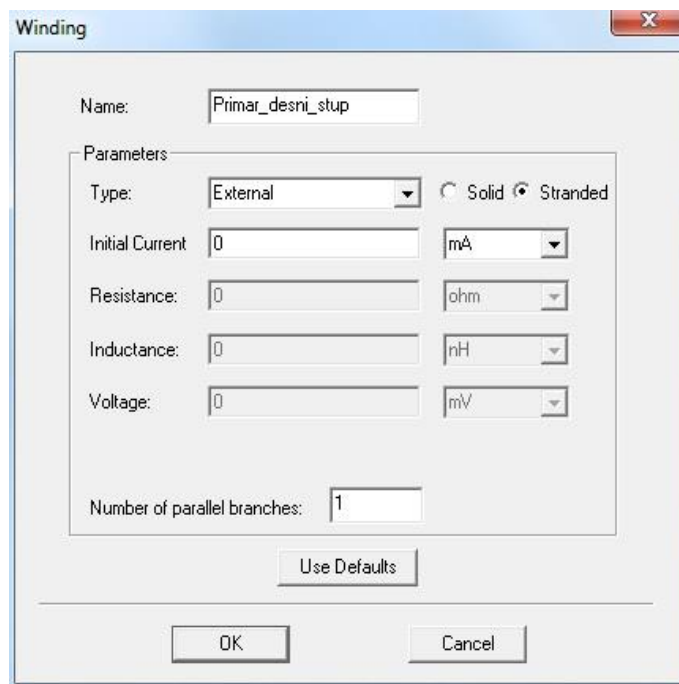 Winding
Name: Primar_desni_stup
Parameters
Type: External Solid Stranded
Initial Current 0 mA
Resistance: 0 ohm
Inductance: 0 nH
Voltage: 0 mV
Number of parallel branches: 1
Use Defaults
OK Cancel